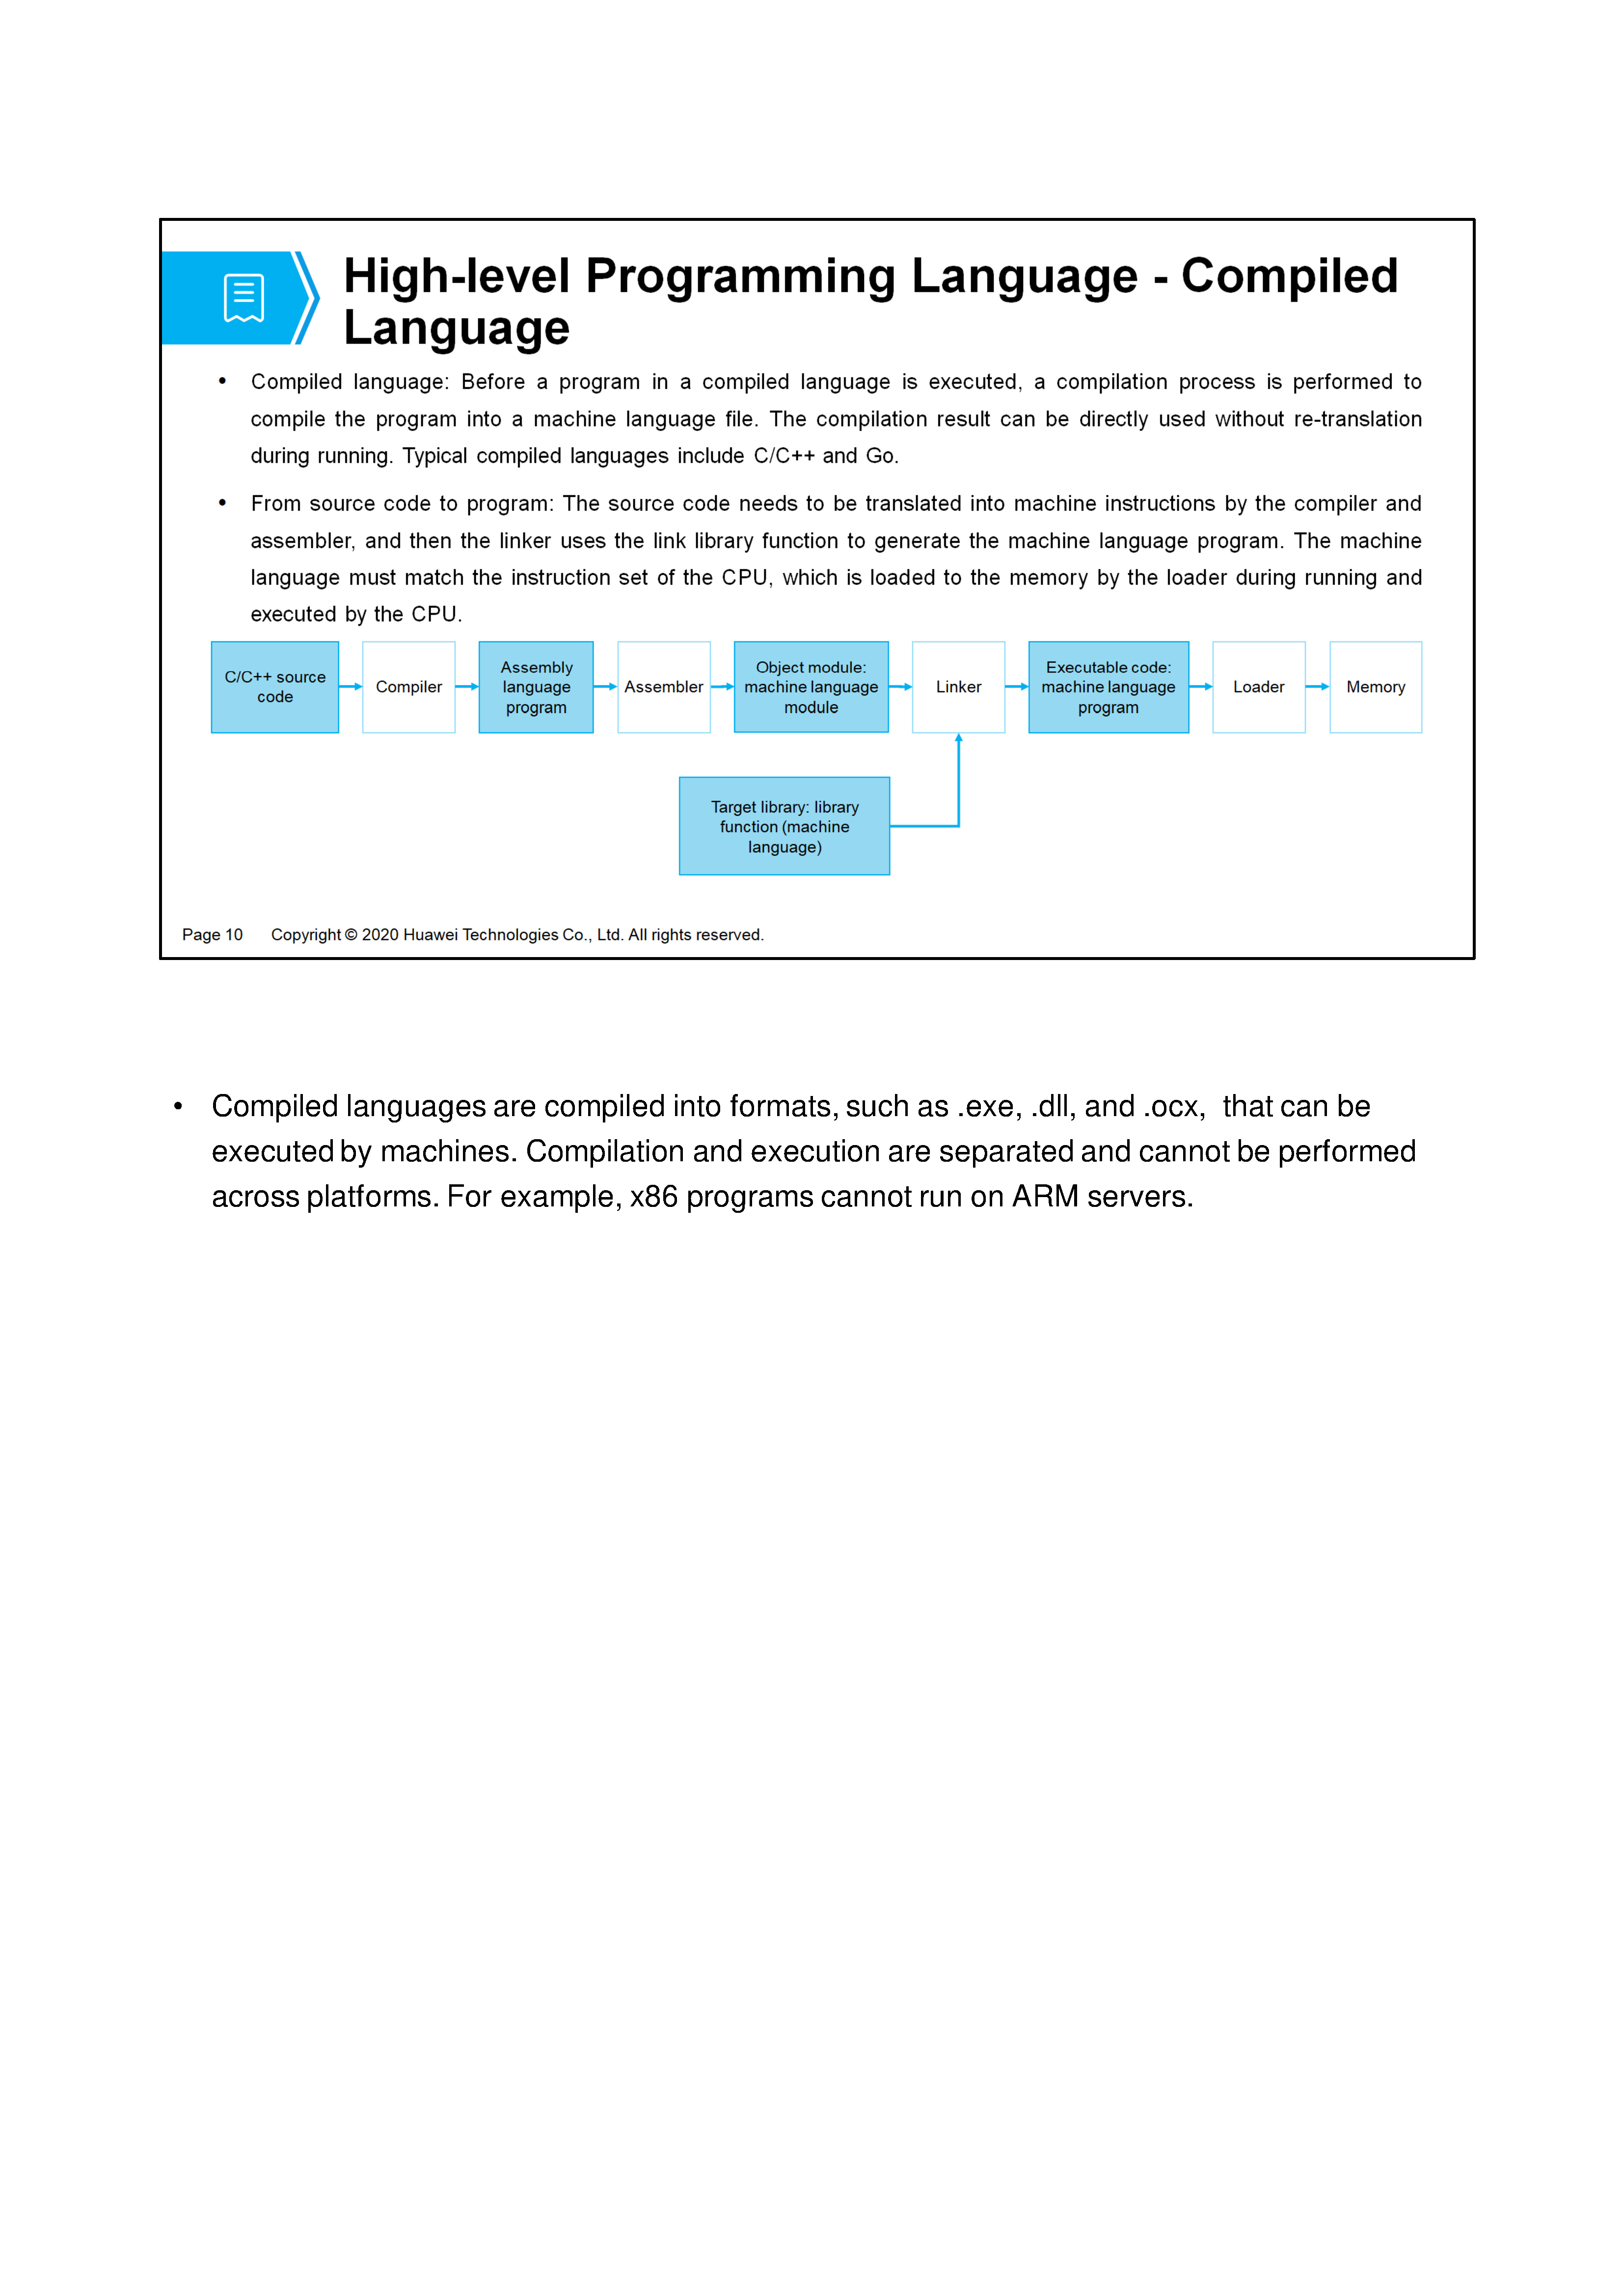 High-level Programming Language - Compiled
Language
• Compiled language: Before a program in a compiled language is executed, a compilation process is performed to
compile the program into a machine language file. The compilation result can be directly used without re-translation
during running. Typical compiled languages include C/C++ and Go.
• From source code to program: The source code needs to be translated into machine instructions by the compiler and
assembler, and then the linker uses the link library function to generate the machine language program. The machine
language must match the instruction set of the CPU, which is loaded to the memory by the loader during running and
executed by the CPU.
C/C++ source
code
Compiler
Assembly
language
program
Assembler
Object module:
machine language
module
Linker
Executable code:
machine language
program
Loader
Memory
Target library: library
function (machine
language)
Page 10 Copyright © 2020 Huawei Technologies Co., Ltd. All rights reserved.
• Compiled languages are compiled into formats, such as .exe, .dll, and .ocx, that can be
executed by machines. Compilation and execution are separated and cannot be performed
across platforms. For example, x86 programs cannot run on ARM servers.